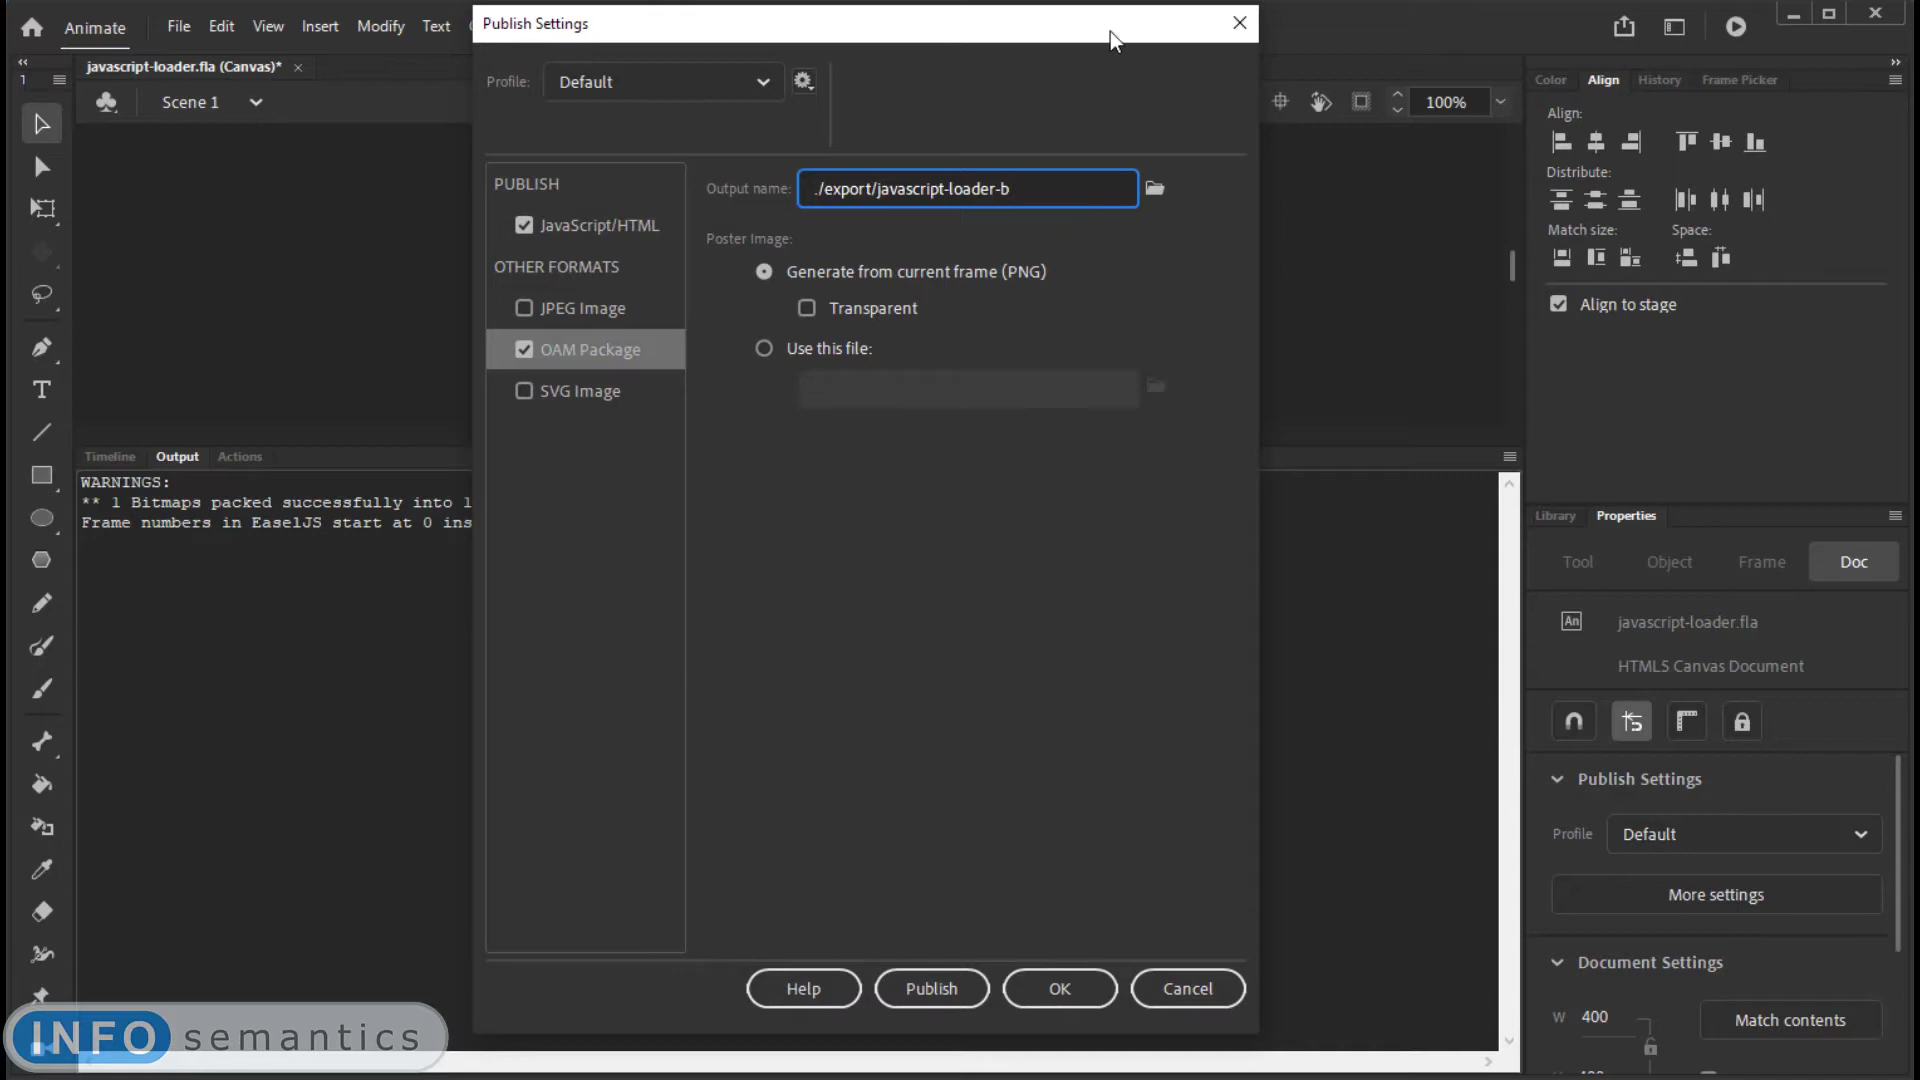 Publish Settings
Animate
File Edit View Insert Modify Text
javascript-loader.fla (Canvas)*
1
Scene 1
100%
Profile: Default
PUBLISH
JavaScript/HTML
OTHER FORMATS
JPEG Image
OAM Package
SVG Image
Output name: ./export/javascript-loader-b
Poster Image:
Generate from current frame (PNG)
Transparent
Use this file:
Help Publish OK Cancel
Timeline Output Actions
WARNINGS:
** 1 Bitmaps packed successfully into 1
Frame numbers in EaselJS start at 0 ins
Color Align History Frame Picker
Align:
Distribute:
Match size: Space:
Align to stage
Library Properties
Tool Object Frame Doc
An javascript-loader.fla
HTML5 Canvas Document
Publish Settings
Profile Default
More settings
Document Settings
W 400 Match contents
INFO semantics